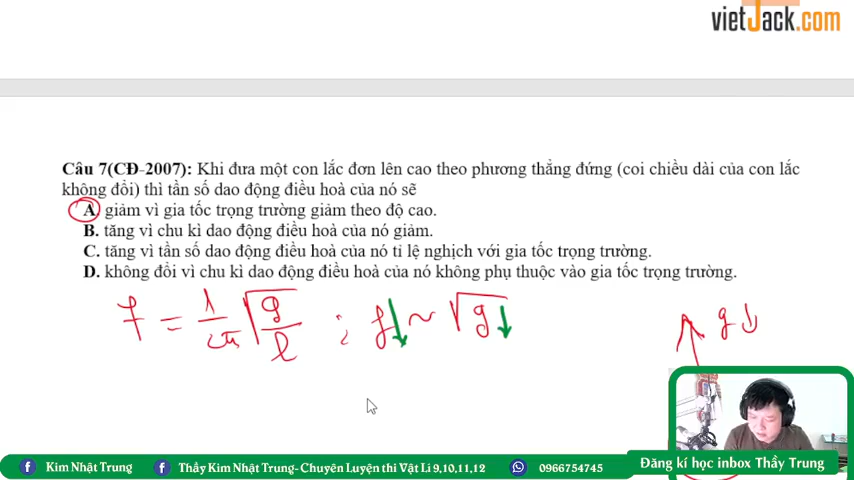 vietJack.com
Câu 7(CĐ-2007): Khi đưa một con lắc đơn lên cao theo phương thẳng đứng (coi chiều dài của con lắc
không đổi) thì tần số dao động điều hoà của nó sẽ
A. giảm vì gia tốc trọng trường giảm theo độ cao.
B. tăng vì chu kì dao động điều hoà của nó giảm.
C. tăng vì tần số dao động điều hoà của nó tỉ lệ nghịch với gia tốc trọng trường.
D. không đổi vì chu kì dao động điều hoà của nó không phụ thuộc vào gia tốc trọng trường.
f = 1/2π √g/l ; f↓ ~ √g↓
↑ g↓
Kim Nhật Trung
Thầy Kim Nhật Trung- Chuyên Luyện thi Vật Lí 9,10,11,12
0966754745
Đăng kí học inbox Thầy Trung